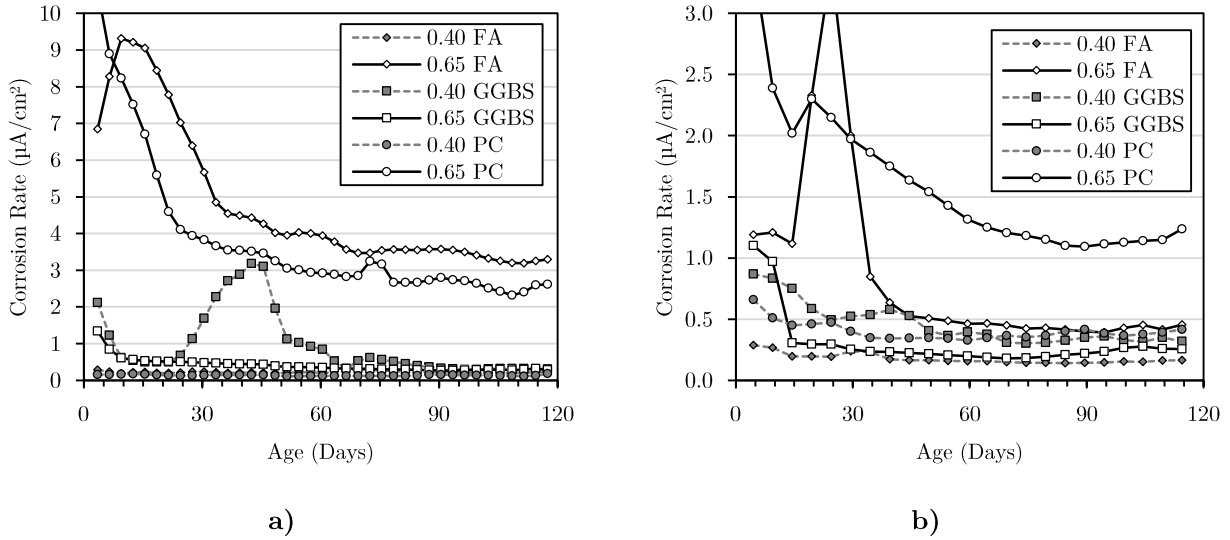 10
9
8
7
6
5
4
3
2
1
0
Corrosion Rate (µA/cm²)
0 30 60 90 120
Age (Days)
0.40 FA
0.65 FA
0.40 GGBS
0.65 GGBS
0.40 PC
0.65 PC
a)
3.0
2.5
2.0
1.5
1.0
0.5
0.0
Corrosion Rate (µA/cm²)
0 30 60 90 120
Age (Days)
0.40 FA
0.65 FA
0.40 GGBS
0.65 GGBS
0.40 PC
0.65 PC
b)